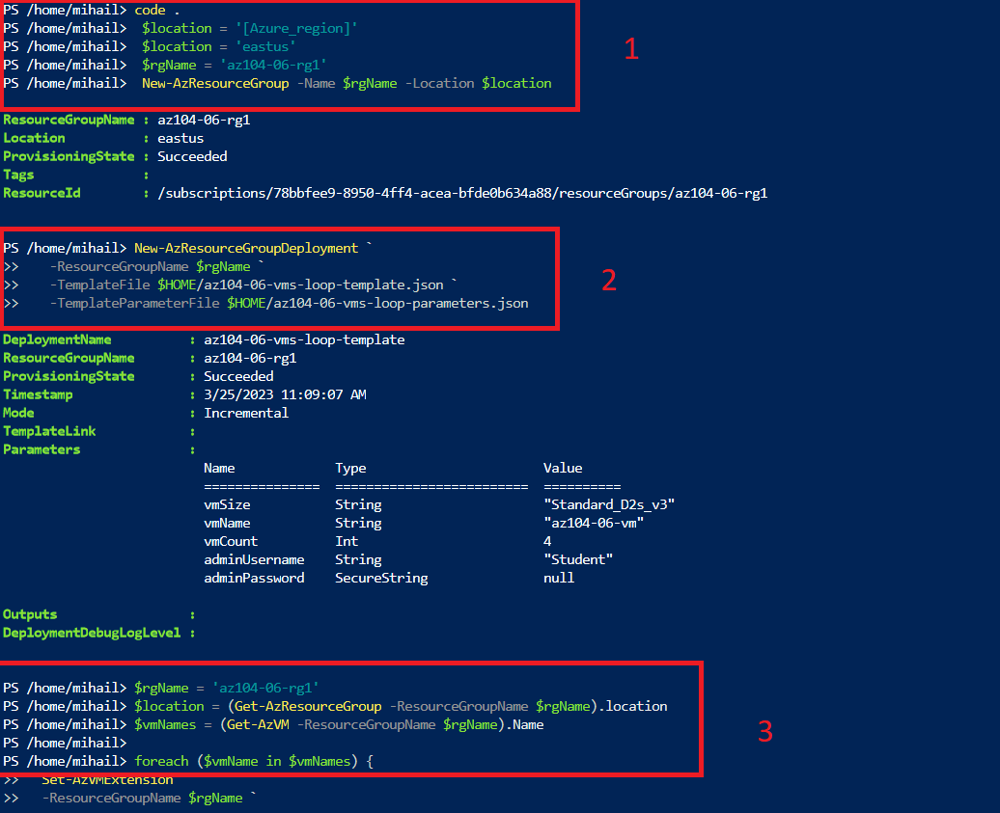 PS /home/mihail> code .
PS /home/mihail>  $location = '[Azure_region]'
PS /home/mihail>  $location = 'eastus'
PS /home/mihail>  $rgName = 'az104-06-rg1'
PS /home/mihail>  New-AzResourceGroup -Name $rgName -Location $location
1
ResourceGroupName : az104-06-rg1
Location          : eastus
ProvisioningState : Succeeded
Tags              :
ResourceId        : /subscriptions/78bbfee9-8950-4ff4-acea-bfde0b634a88/resourceGroups/az104-06-rg1
PS /home/mihail> New-AzResourceGroupDeployment `
>>    -ResourceGroupName $rgName `
>>    -TemplateFile $HOME/az104-06-vms-loop-template.json `
>>    -TemplateParameterFile $HOME/az104-06-vms-loop-parameters.json
2
DeploymentName          : az104-06-vms-loop-template
ResourceGroupName       : az104-06-rg1
ProvisioningState       : Succeeded
Timestamp               : 3/25/2023 11:09:07 AM
Mode                    : Incremental
TemplateLink            :
Parameters              :
                          Name             Type                       Value
                          ===============  =========================  ==========
                          vmSize           String                     "Standard_D2s_v3"
                          vmName           String                     "az104-06-vm"
                          vmCount          Int                        4
                          adminUsername    String                     "Student"
                          adminPassword    SecureString               null
Outputs                 :
DeploymentDebugLogLevel :
PS /home/mihail> $rgName = 'az104-06-rg1'
PS /home/mihail> $location = (Get-AzResourceGroup -ResourceGroupName $rgName).location
PS /home/mihail> $vmNames = (Get-AzVM -ResourceGroupName $rgName).Name
PS /home/mihail>
PS /home/mihail> foreach ($vmName in $vmNames) {
3
>>   Set-AzVMExtension `
>>   -ResourceGroupName $rgName `